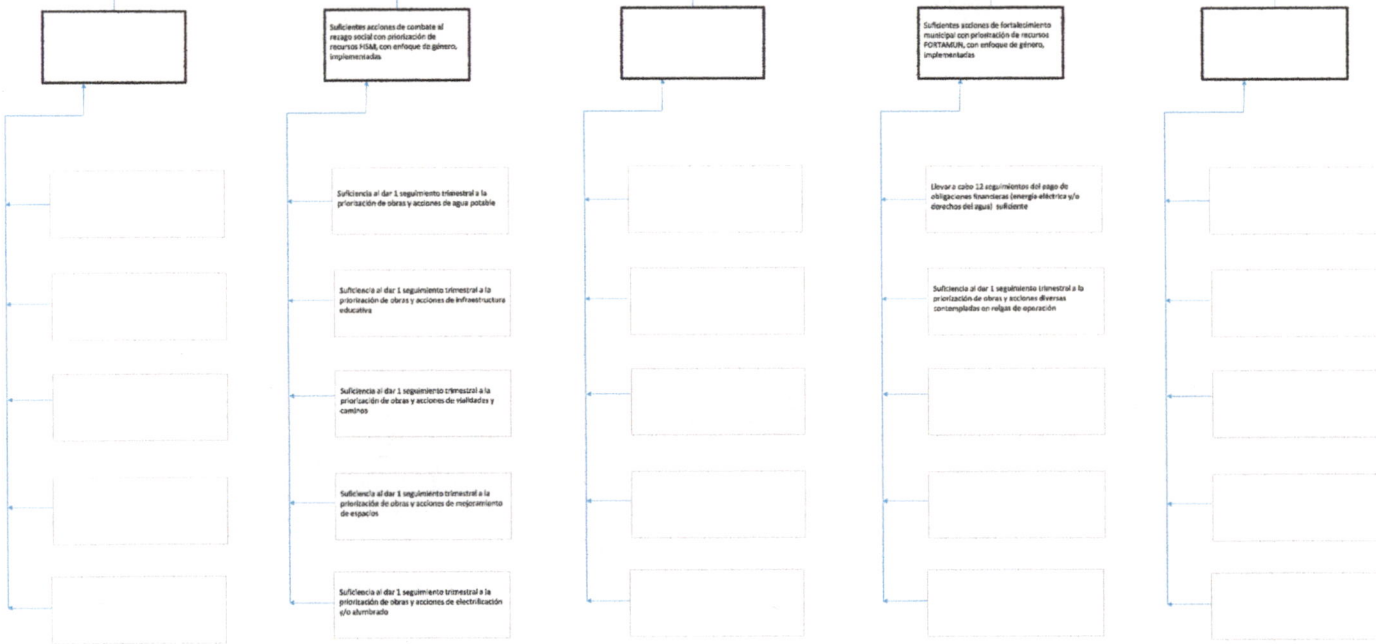 Suficientes acciones de combate al
rezago social con priorización de
recursos FISM, con enfoque de género,
implementadas
Suficiencia al dar 1 seguimiento trimestral a la
priorización de obras y acciones de agua potable
Suficiencia al dar 1 seguimiento trimestral a la
priorización de obras y acciones de infraestructura
educativa
Suficiencia al dar 1 seguimiento trimestral a la
priorización de obras y acciones de vialidades y
caminos
Suficiencia al dar 1 seguimiento trimestral a la
priorización de obras y acciones de mejoramiento
de espacios
Suficiencia al dar 1 seguimiento trimestral a la
priorización de obras y acciones de electrificación
y/o alumbrado
Suficientes acciones de fortalecimiento
municipal con priorización de recursos
FORTAMUN, con enfoque de género,
implementadas
Llevar a cabo 12 seguimientos del pago de
obligaciones financieras (energía eléctrica y/o
derechos del agua) suficiente
Suficiencia al dar 1 seguimiento trimestral a la
priorización de obras y acciones diversas
contempladas en relgas de operación